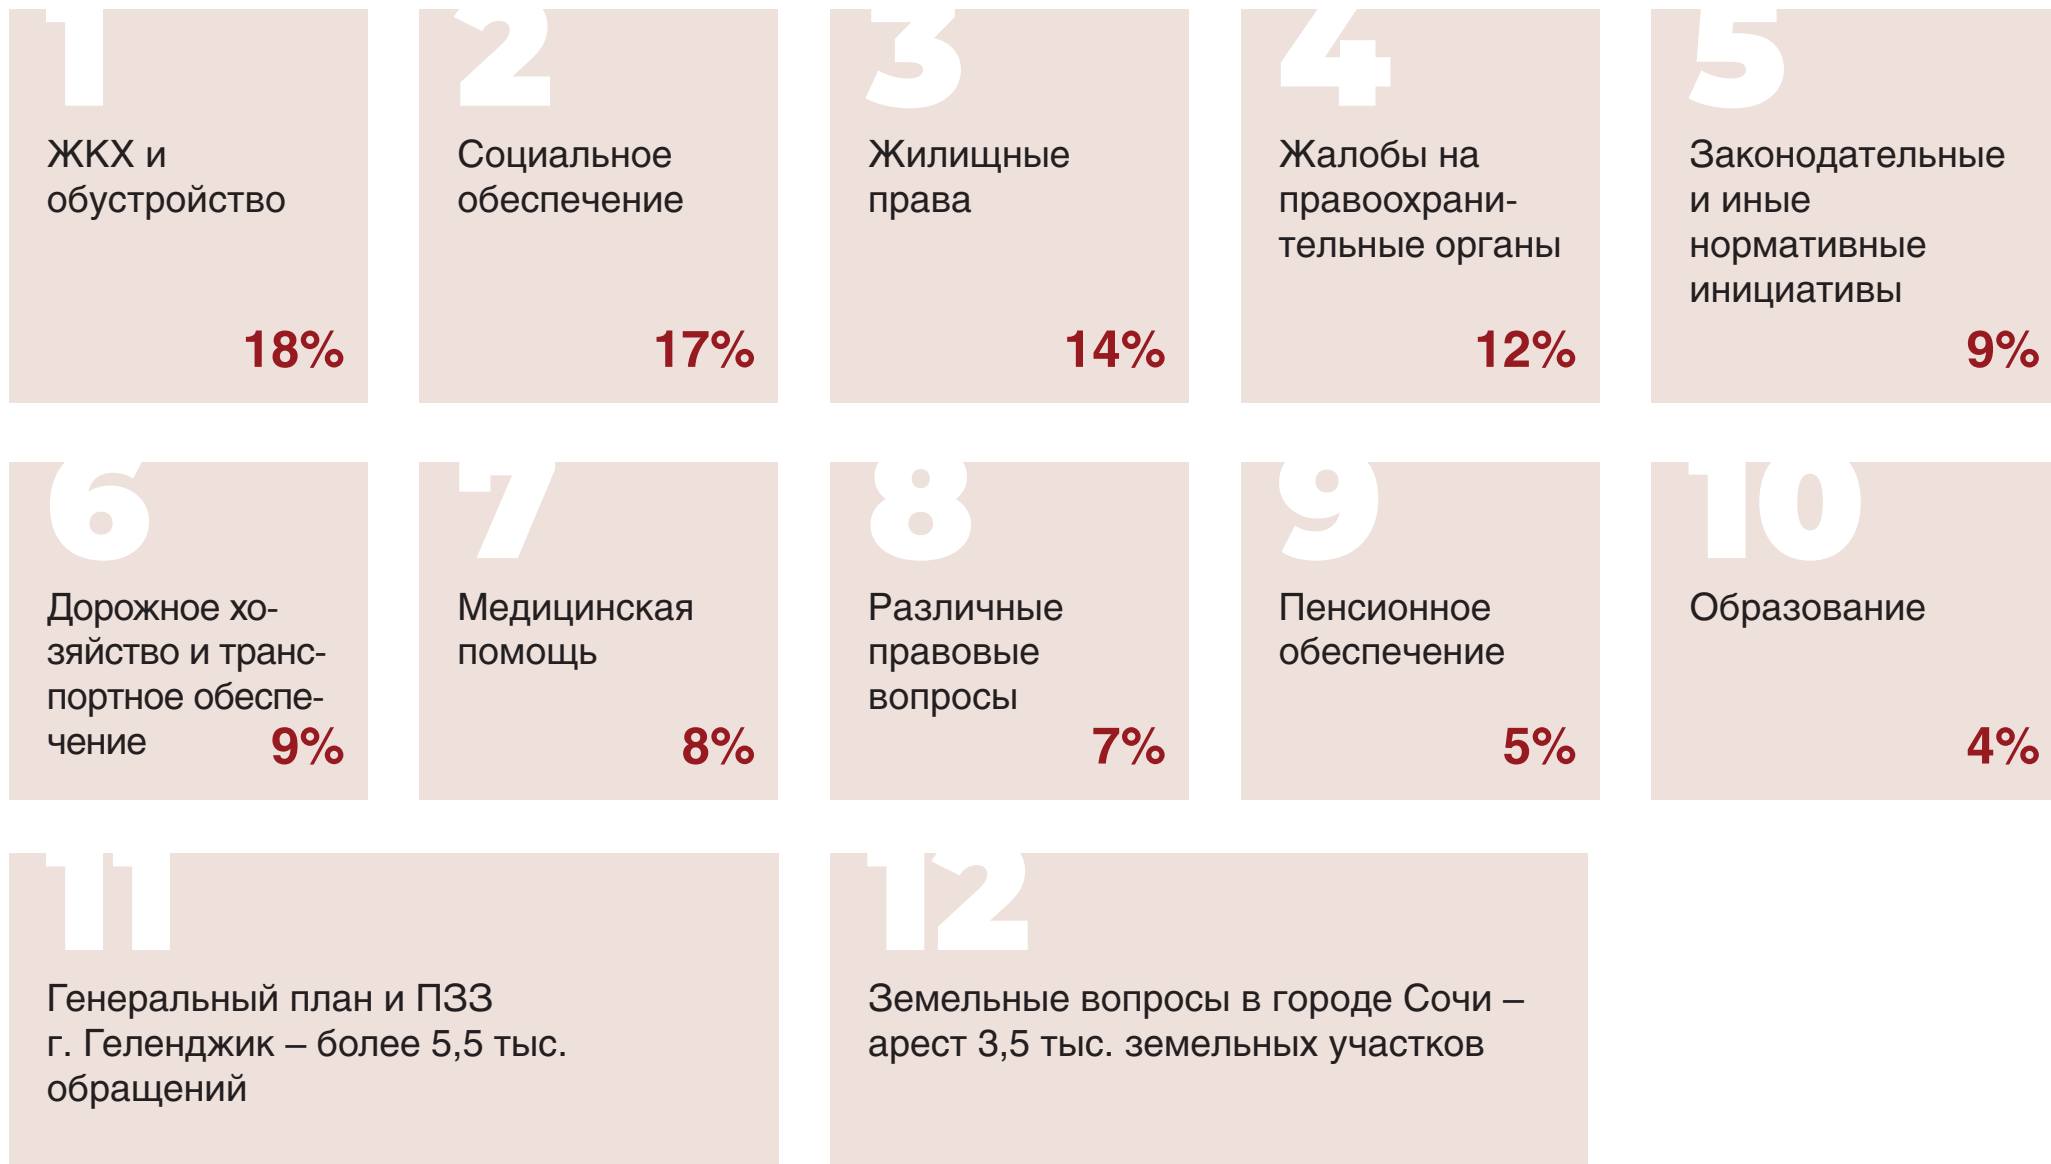 1
ЖКХ и
обустройство
18%
2
Социальное
обеспечение
17%
3
Жилищные
права
14%
4
Жалобы на
правоохрани-
тельные органы
12%
5
Законодательные
и иные
нормативные
инициативы
9%
6
Дорожное хо-
зяйство и транс-
портное обеспе-
чение
9%
7
Медицинская
помощь
8%
8
Различные
правовые
вопросы
7%
9
Пенсионное
обеспечение
5%
10
Образование
4%
11
Генеральный план и ПЗЗ
г. Геленджик – более 5,5 тыс.
обращений
12
Земельные вопросы в городе Сочи –
арест 3,5 тыс. земельных участков